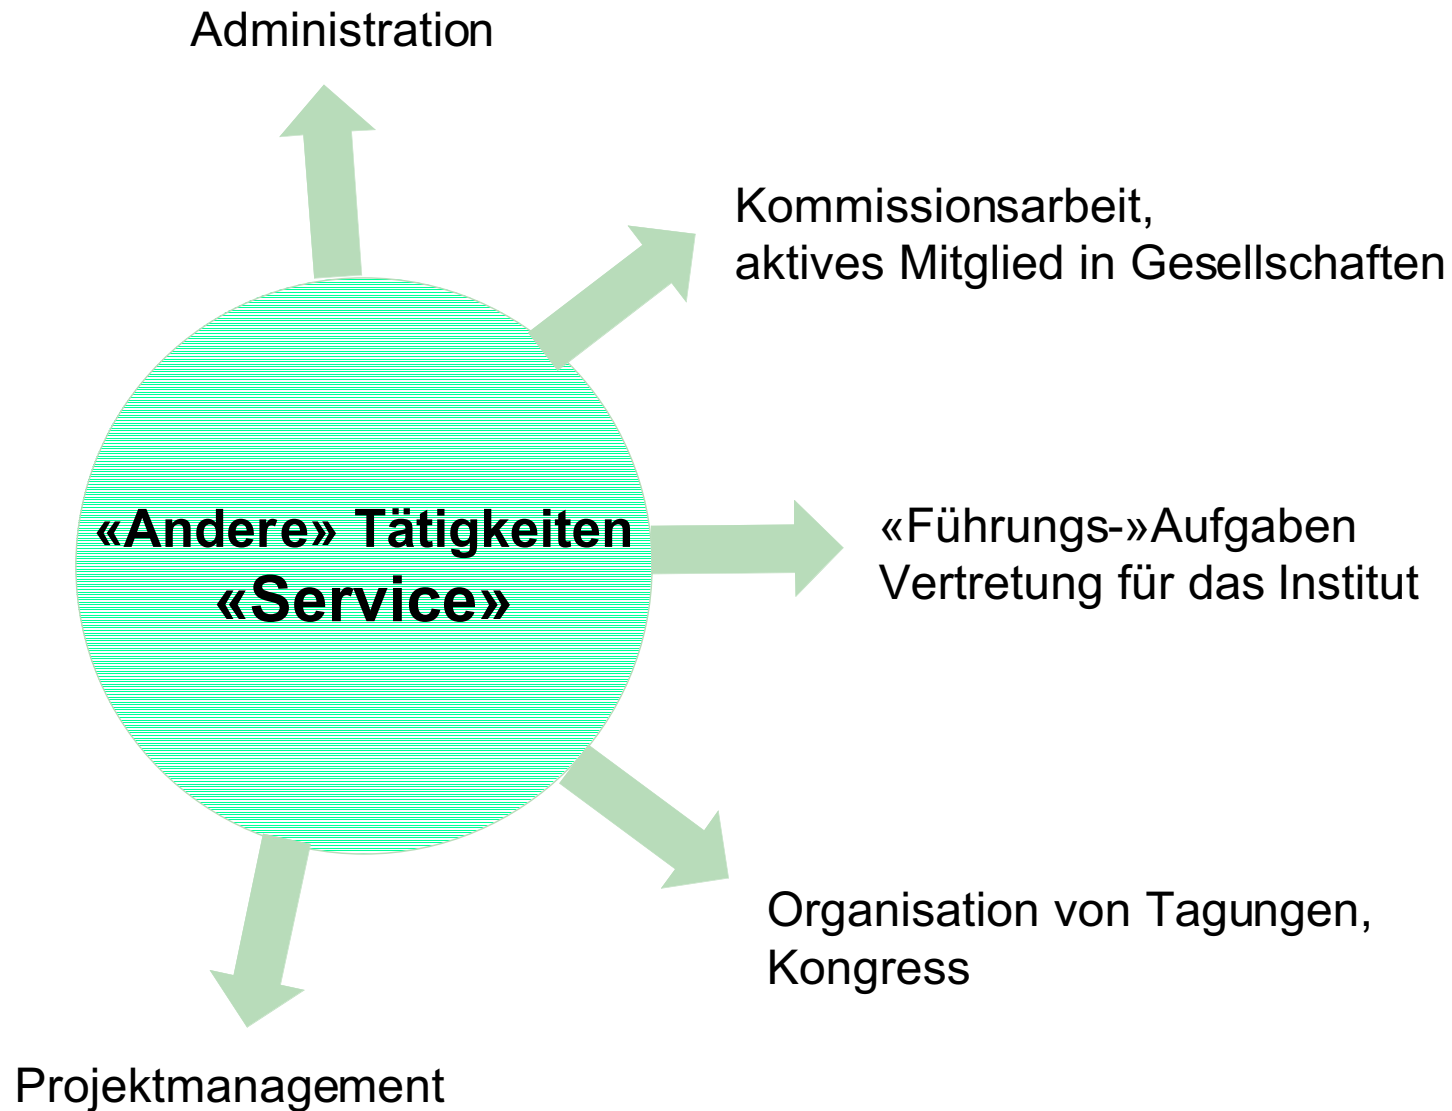 Administration
Kommissionsarbeit,
aktives Mitglied in Gesellschaften
«Andere» Tätigkeiten
«Service»
«Führungs-»Aufgaben
Vertretung für das Institut
Organisation von Tagungen,
Kongress
Projektmanagement